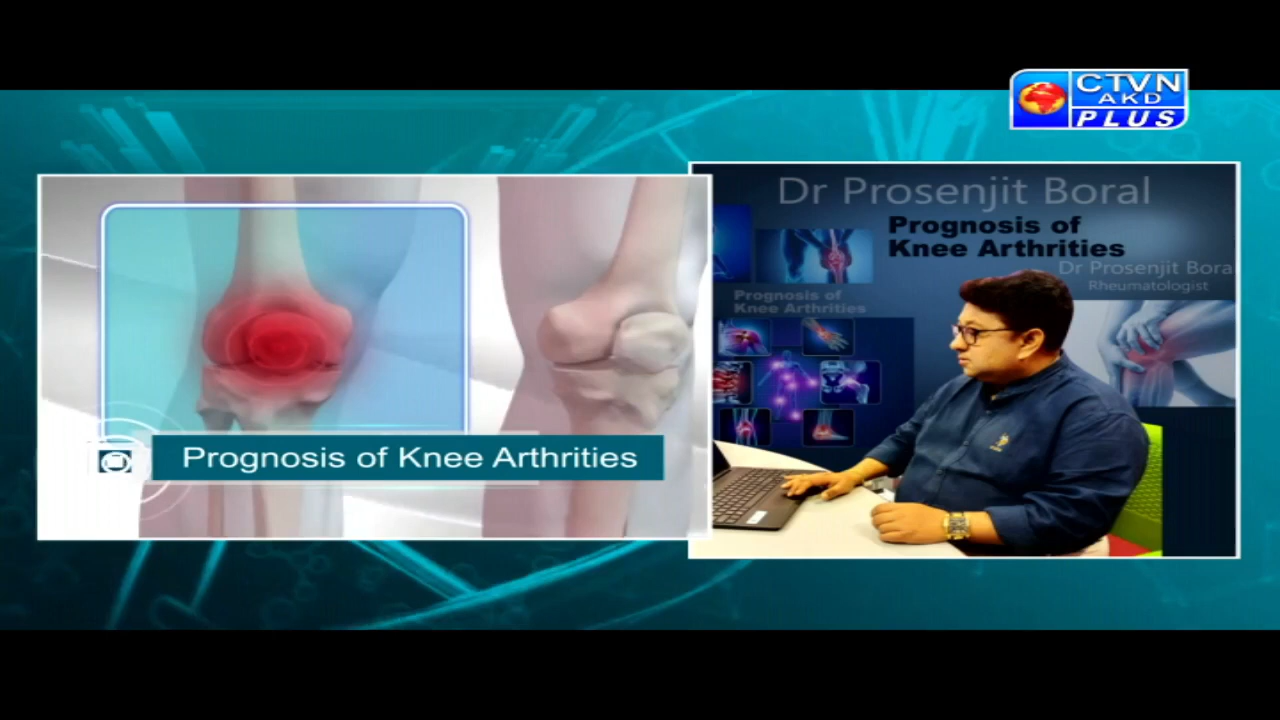 CTVN
AKD
PLUS
Prognosis of Knee Arthrities
Dr Prosenjit Boral
Prognosis of
Knee Arthrities
Dr Prosenjit Bora
Rheumatologist
Prognosis of
Knee Arthrities